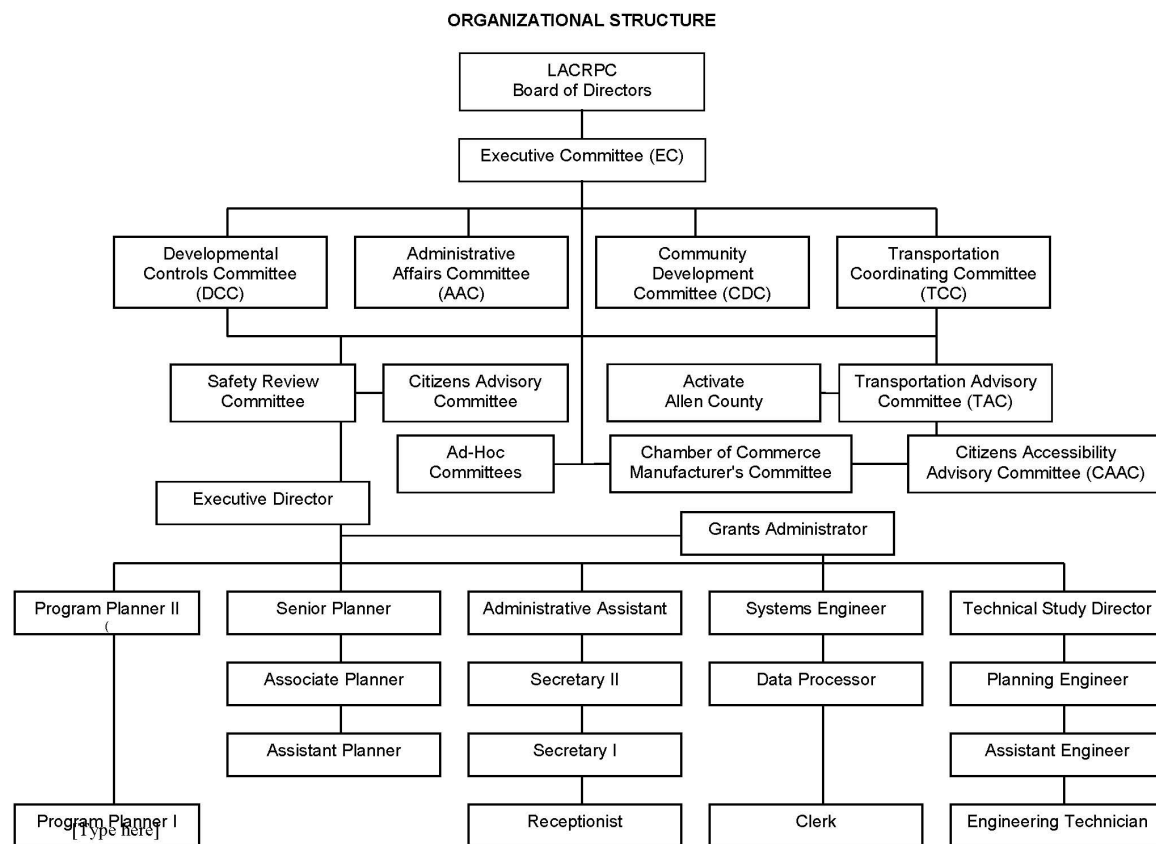 ORGANIZATIONAL STRUCTURE
LACRPC
Board of Directors
Executive Committee (EC)
Developmental
Controls Committee
(DCC)
Administrative
Affairs Committee
(AAC)
Community
Development
Committee (CDC)
Transportation
Coordinating Committee
(TCC)
Safety Review
Committee
Citizens Advisory
Committee
Activate
Allen County
Transportation Advisory
Committee (TAC)
Ad-Hoc
Committees
Chamber of Commerce
Manufacturer's Committee
Citizens Accessibility
Advisory Committee (CAAC)
Executive Director
Grants Administrator
Program Planner II
(
Senior Planner
Administrative Assistant
Systems Engineer
Technical Study Director
Associate Planner
Secretary II
Data Processor
Planning Engineer
Assistant Planner
Secretary I
Assistant Engineer
Program Planner I
[Type here]
Receptionist
Clerk
Engineering Technician